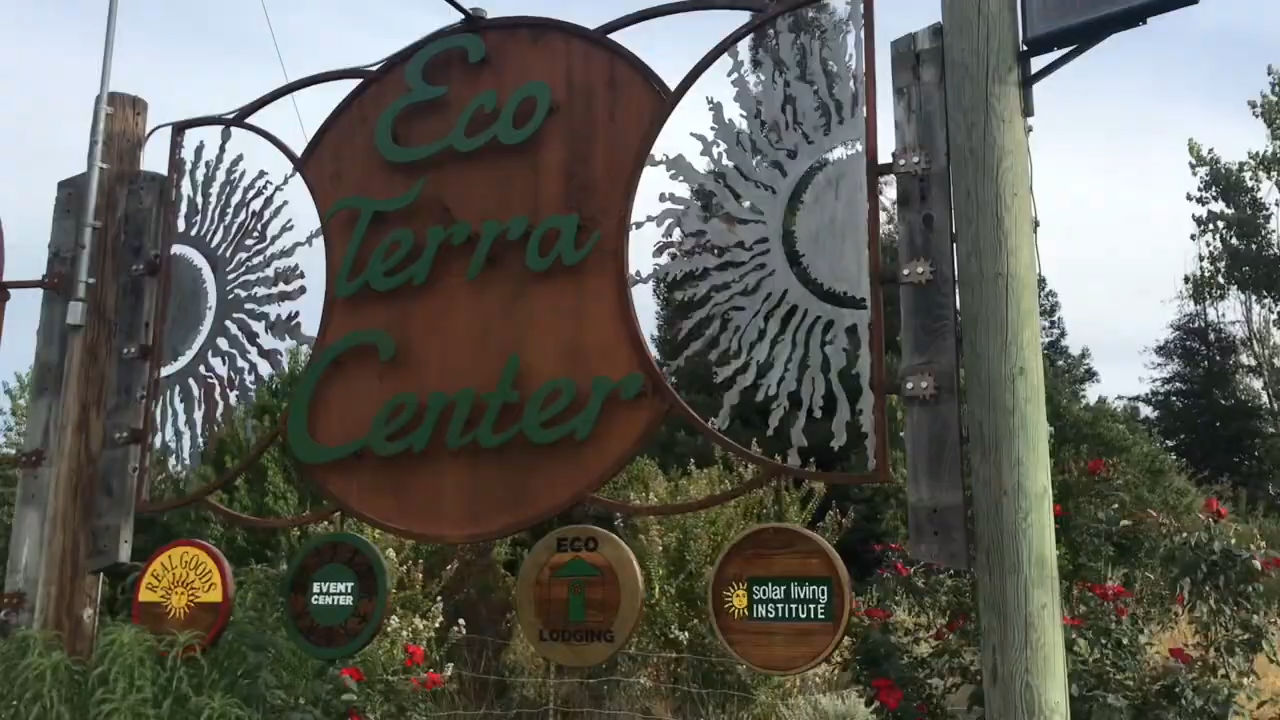 Eco
Terra
Center
REAL GOODS
EVENT
CENTER
ECO
LODGING
solar living
INSTITUTE